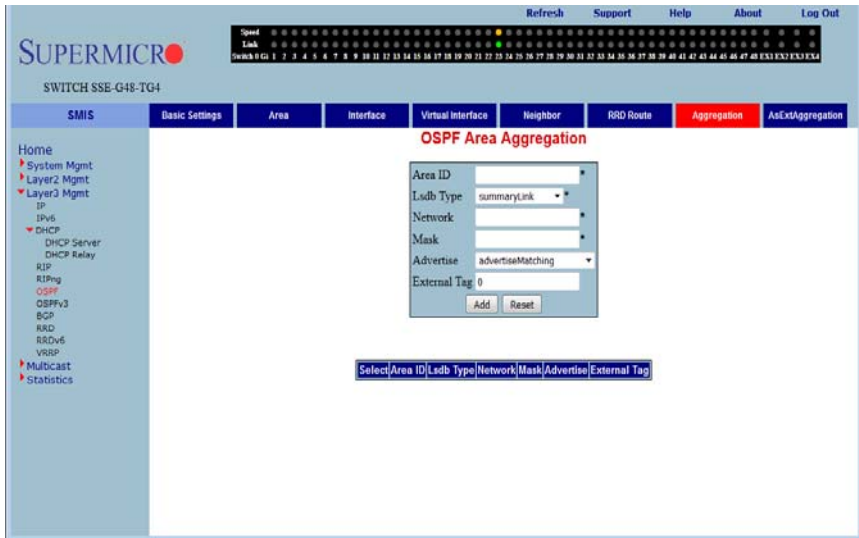 Refresh Support Help About Log Out
SUPERMICR
SWITCH SSE-G48-TG4
Speed
Link
Switch 0 Gi 1 2 3 4 5 6 7 8 9 10 11 12 13 14 15 16 17 18 19 20 21 22 23 24 25 26 27 28 29 30 31 32 33 34 35 36 37 38 39 40 41 42 43 44 45 46 47 48 EX1 EX2 EX3 EX4
SMIS Basic Settings Area Interface Virtual Interface Neighbor RRD Route Aggregation AsExtAggregation
Home
System Mgmt
Layer2 Mgmt
Layer3 Mgmt
IP
IPv6
DHCP
DHCP Server
DHCP Relay
RIP
RIPng
OSPF
OSPFv3
BGP
RRD
RRDv6
VRRP
Multicast
Statistics
OSPF Area Aggregation
Area ID *
Lsdb Type summaryLink *
Network *
Mask *
Advertise advertiseMatching
External Tag 0
Add Reset
Select Area ID Lsdb Type Network Mask Advertise External Tag